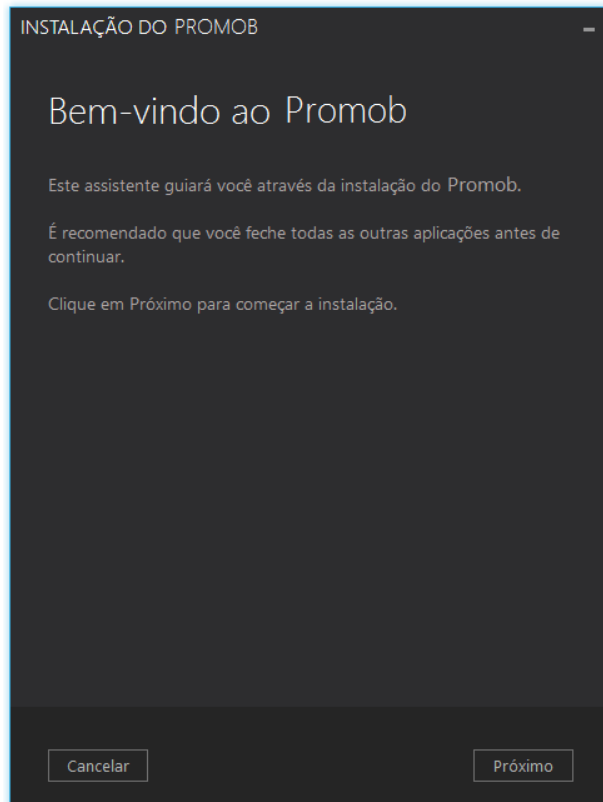 INSTALAÇÃO DO PROMOB
Bem-vindo ao Promob
Este assistente guiará você através da instalação do Promob.
É recomendado que você feche todas as outras aplicações antes de
continuar.
Clique em Próximo para começar a instalação.
Cancelar
Próximo